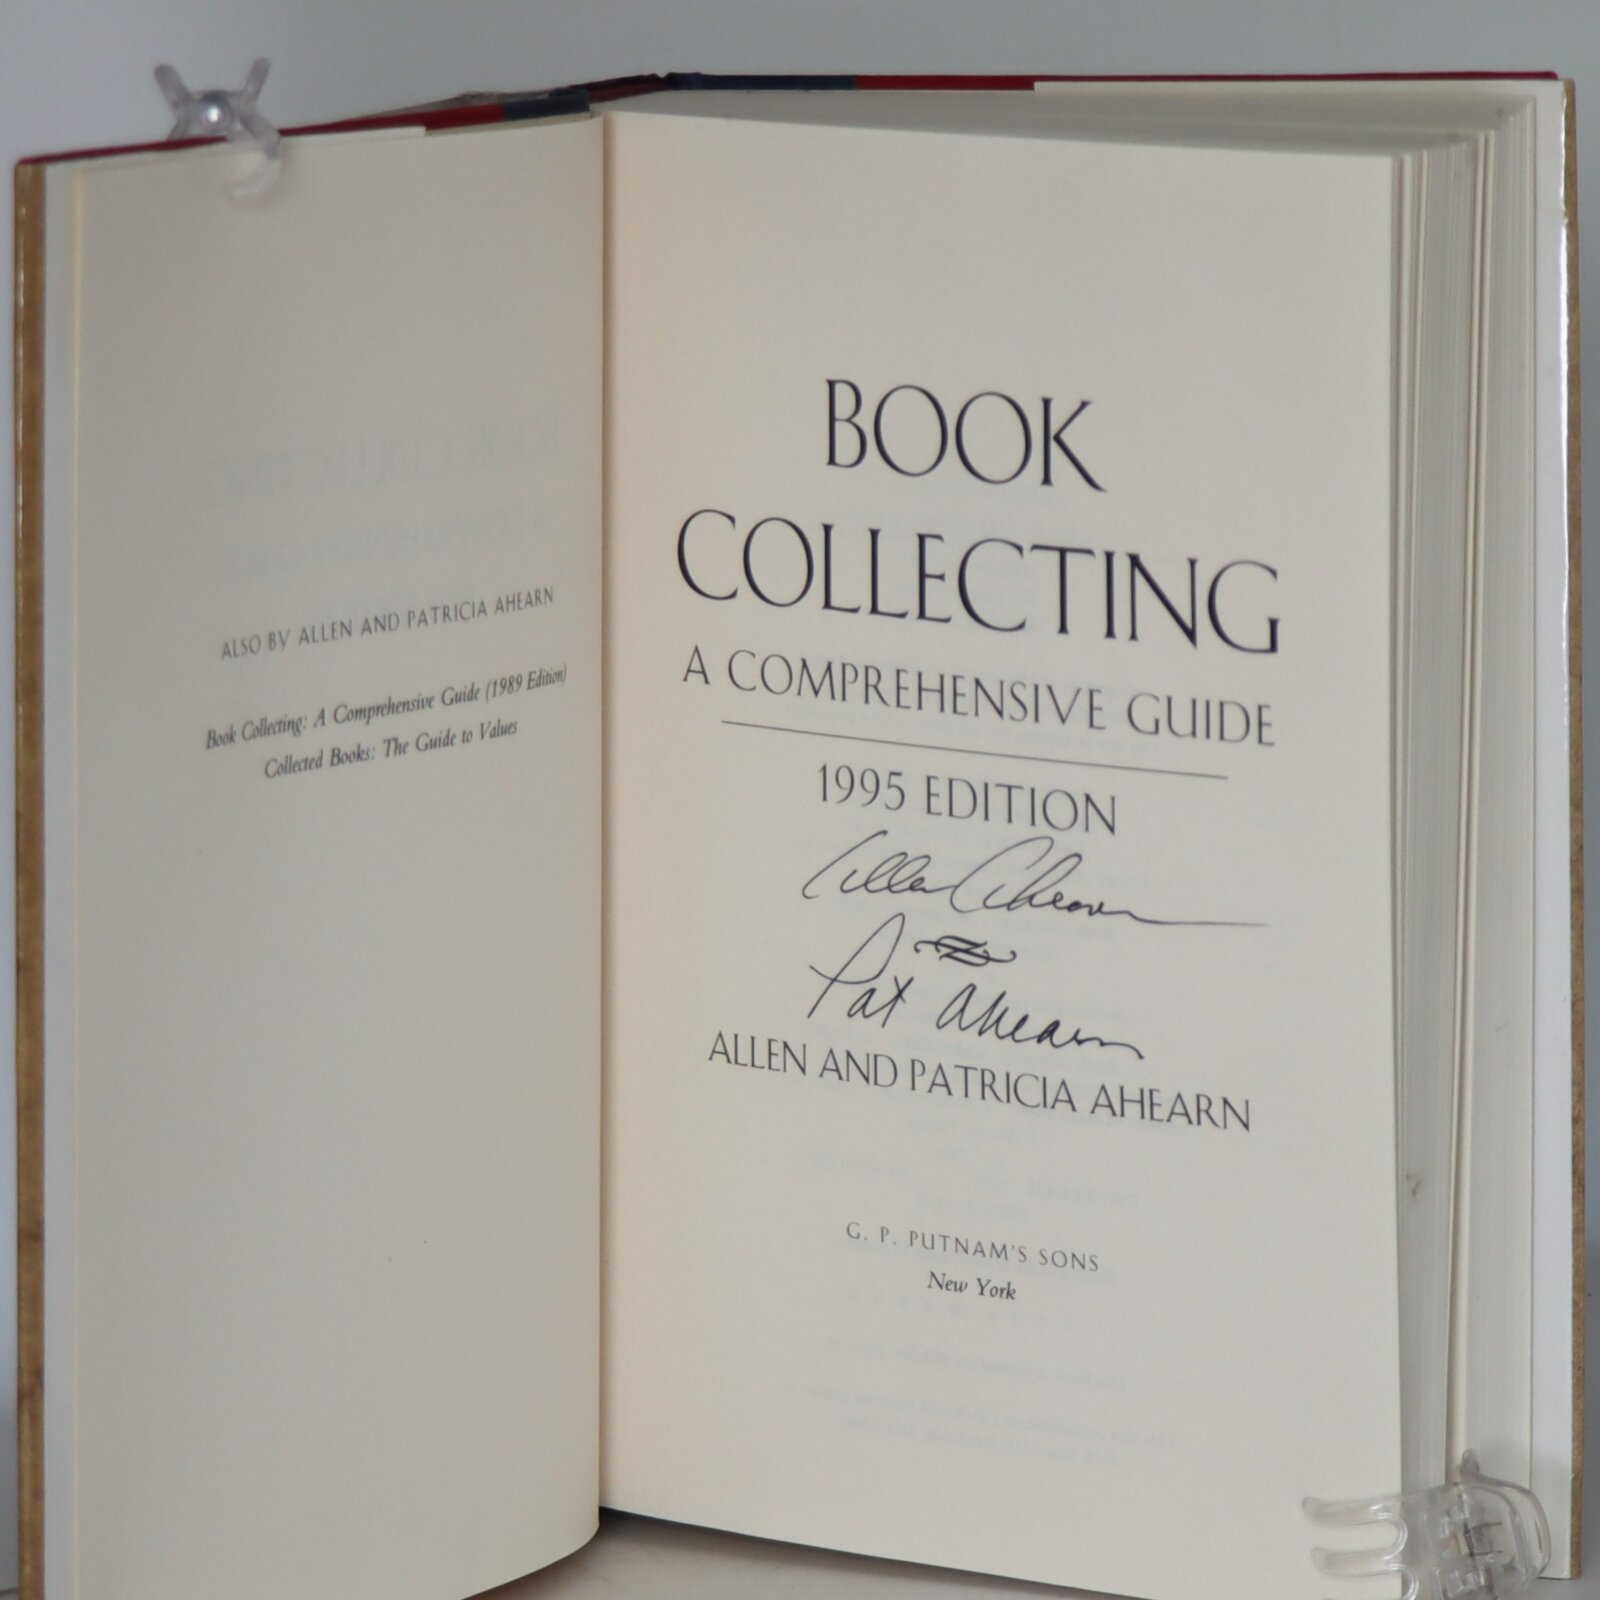 ALSO BY ALLEN AND PATRICIA AHEARN
Book Collecting: A Comprehensive Guide (1989 Edition)
Collected Books: The Guide to Values
BOOK
COLLECTING
A COMPREHENSIVE GUIDE
1995 EDITION
Allen Ahearn
Pat Ahearn
ALLEN AND PATRICIA AHEARN
G. P. PUTNAM'S SONS
New York